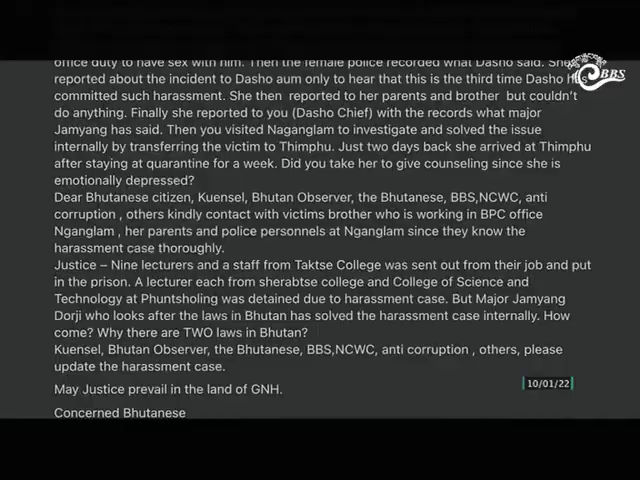 office duty to have sex with him. Then the female police recorded what Dasho said. She
reported about the incident to Dasho aum only to hear that this is the third time Dasho has
committed such harassment. She then reported to her parents and brother but couldn't
do anything. Finally she reported to you (Dasho Chief) with the records what major
Jamyang has said. Then you visited Naganglam to investigate and solved the issue
internally by transferring the victim to Thimphu. Just two days back she arrived at Thimphu
after staying at quarantine for a week. Did you take her to give counseling since she is
emotionally depressed?
Dear Bhutanese citizen, Kuensel, Bhutan Observer, the Bhutanese, BBS,NCWC, anti
corruption , others kindly contact with victims brother who is working in BPC office
Nganglam , her parents and police personnels at Nganglam since they know the
harassment case thoroughly.
Justice – Nine lecturers and a staff from Taktse College was sent out from their job and put
in the prison. A lecturer each from sherabtse college and College of Science and
Technology at Phuntsholing was detained due to harassment case. But Major Jamyang
Dorji who looks after the laws in Bhutan has solved the harassment case internally. How
come? Why there are TWO laws in Bhutan?
Kuensel, Bhutan Observer, the Bhutanese, BBS,NCWC, anti corruption , others, please
update the harassment case.
May Justice prevail in the land of GNH.
Concerned Bhutanese
10/01/22
BBS